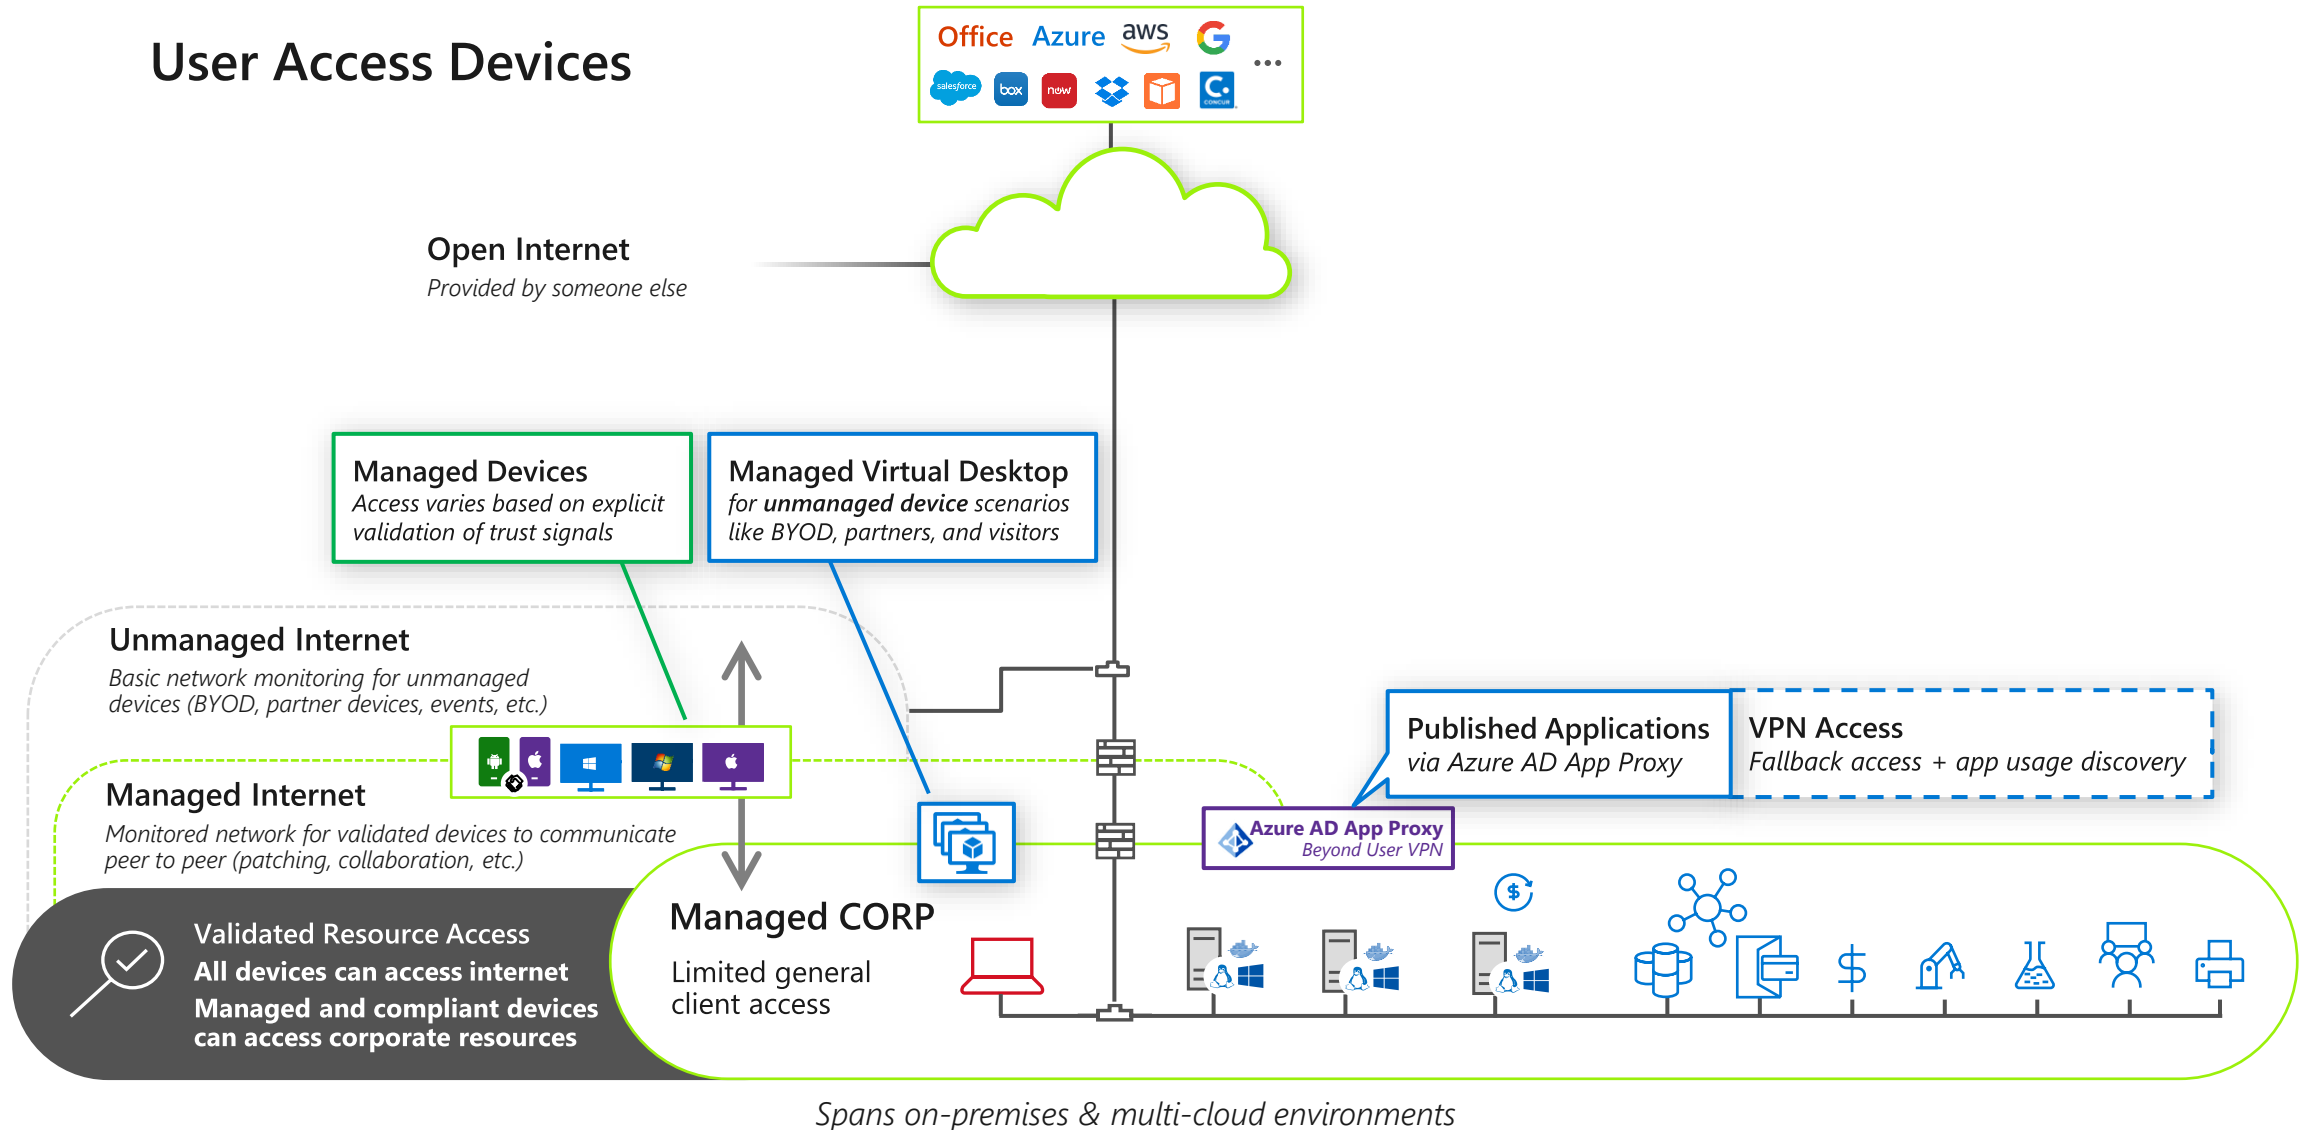 User Access Devices
Office Azure aws
salesforce box now
CONCUR
Open Internet
Provided by someone else
Managed Devices
Access varies based on explicit
validation of trust signals
Managed Virtual Desktop
for unmanaged device scenarios
like BYOD, partners, and visitors
Unmanaged Internet
Basic network monitoring for unmanaged
devices (BYOD, partner devices, events, etc.)
Published Applications
via Azure AD App Proxy
VPN Access
Fallback access + app usage discovery
Managed Internet
Monitored network for validated devices to communicate
peer to peer (patching, collaboration, etc.)
Azure AD App Proxy
Beyond User VPN
Validated Resource Access
All devices can access internet
Managed and compliant devices
can access corporate resources
Managed CORP
Limited general
client access
Spans on-premises & multi-cloud environments